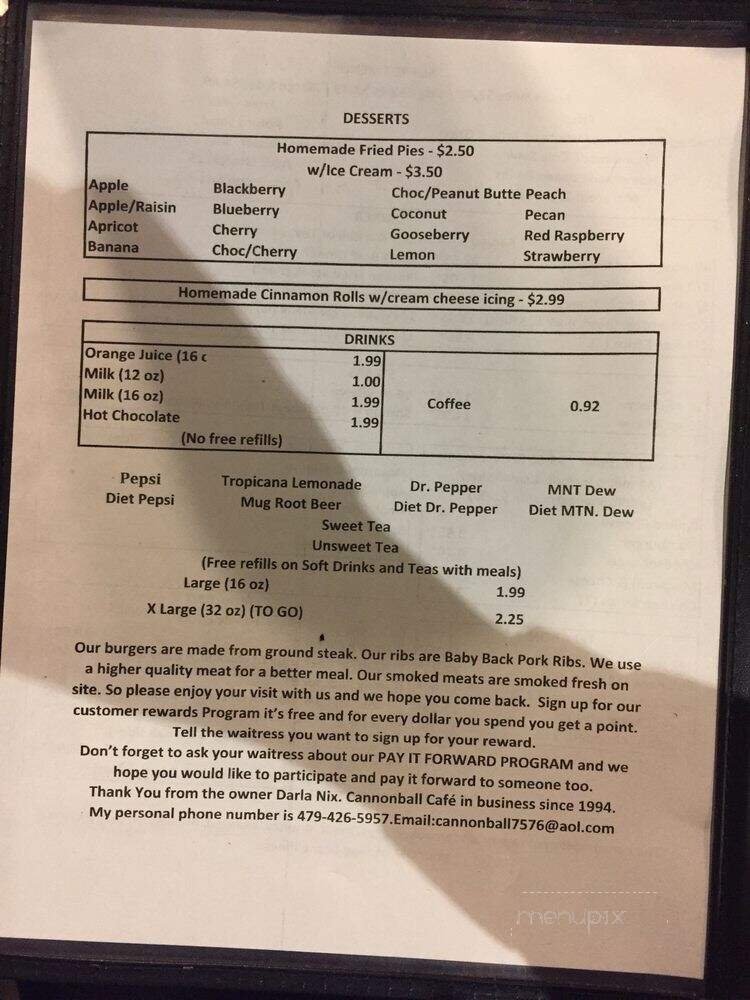 DESSERTS
Homemade Fried Pies - $2.50
w/Ice Cream - $3.50
Apple Blackberry Choc/Peanut Butte Peach
Apple/Raisin Blueberry Coconut Pecan
Apricot Cherry Gooseberry Red Raspberry
Banana Choc/Cherry Lemon Strawberry
Homemade Cinnamon Rolls w/cream cheese icing - $2.99
DRINKS
Orange Juice (16 c 1.99
Milk (12 oz) 1.00
Milk (16 oz) 1.99 Coffee 0.92
Hot Chocolate 1.99
(No free refills)
Pepsi Tropicana Lemonade Dr. Pepper MNT Dew
Diet Pepsi Mug Root Beer Diet Dr. Pepper Diet MTN. Dew
Sweet Tea
Unsweet Tea
(Free refills on Soft Drinks and Teas with meals)
Large (16 oz) 1.99
X Large (32 oz) (TO GO) 2.25
Our burgers are made from ground steak. Our ribs are Baby Back Pork Ribs. We use
a higher quality meat for a better meal. Our smoked meats are smoked fresh on
site. So please enjoy your visit with us and we hope you come back. Sign up for our
customer rewards Program it's free and for every dollar you spend you get a point.
Tell the waitress you want to sign up for your reward.
Don't forget to ask your waitress about our PAY IT FORWARD PROGRAM and we
hope you would like to participate and pay it forward to someone too.
Thank You from the owner Darla Nix. Cannonball Café in business since 1994.
My personal phone number is 479-426-5957.Email:cannonball7576@aol.com
menupix